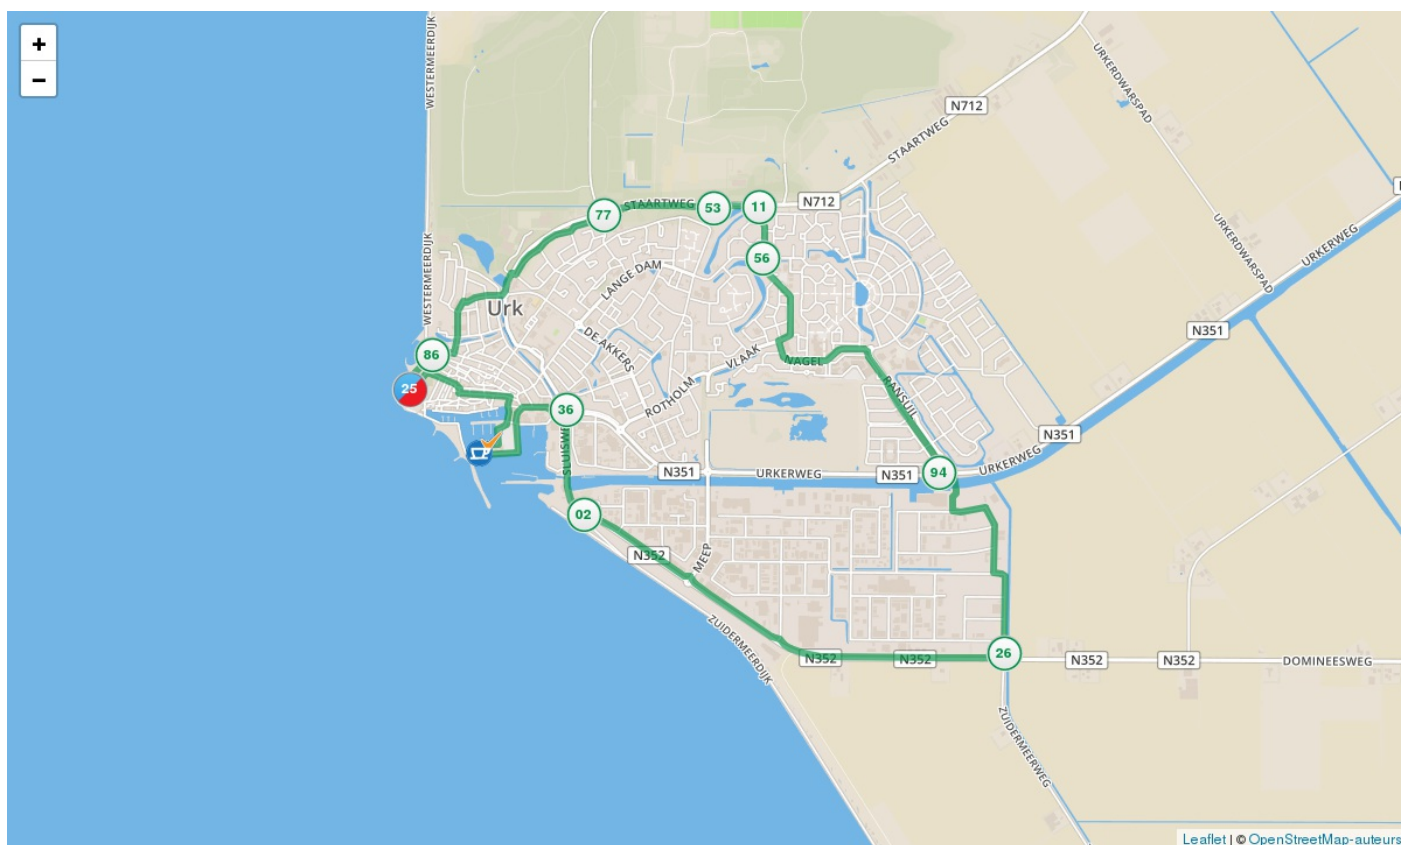 +
−
WESTERMEERDIJK
N712
URKERDWARSPAD
STAARTWEG
77
STAARTWEG
53
11
N712
56
URKERDWARSPAD
URKERWEG
WESTERMEERDIJK
LANGE DAM
Urk
DE AKKERS
VLAAK
NAGEL
N351
86
25
ROTHOLM
RANSUIL
36
N351
SLUISWEG
N351
URKERWEG
N351
94
URKERWEG
02
N352
MEEP
ZUIDERMEERDIJK
N352
N352
26
N352
N352
DOMINEESWEG
ZUIDERMEERWEG
Leaflet | © OpenStreetMap-auteurs